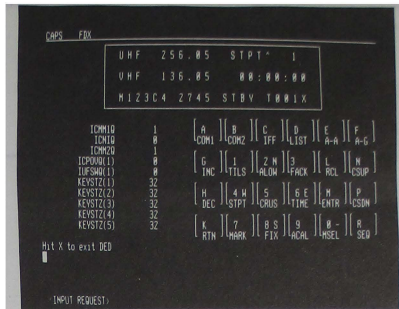 CAPS FDX
UHF 256.05 STPT* 1
VHF 136.05 00:00:00
M123C4 2745 STBY T001X
ICMM1Q 1
ICNIQ 0
ICMM2Q 1
ICPOVQ(1) 0
IUFSWQ(1) 0
KEYSTZ(1) 32
KEYSTZ(2) 32
KEYSTZ(3) 32
KEYSTZ(4) 32
KEYSTZ(5) 32
[ A ] [ B ] [ C ] [ D ] [ E ] [ F ]
COM1 COM2 IFF LIST A-A A-G
[ G ] [ 1 ] [ 2 N ] [ 3 ] [ L ] [ N ]
INC TILS ALOW FACK RCL CSUP
[ H ] [ 4 W ] [ 5 ] [ 6 E ] [ M ] [ P ]
DEC STPT CRUS TIME ENTR CSDN
[ K ] [ 7 ] [ 8 S ] [ 9 ] [ 0 - ] [ R ]
RTN MARK FIX ACAL MSEL SEQ
Hit X to exit DED
INPUT REQUEST>